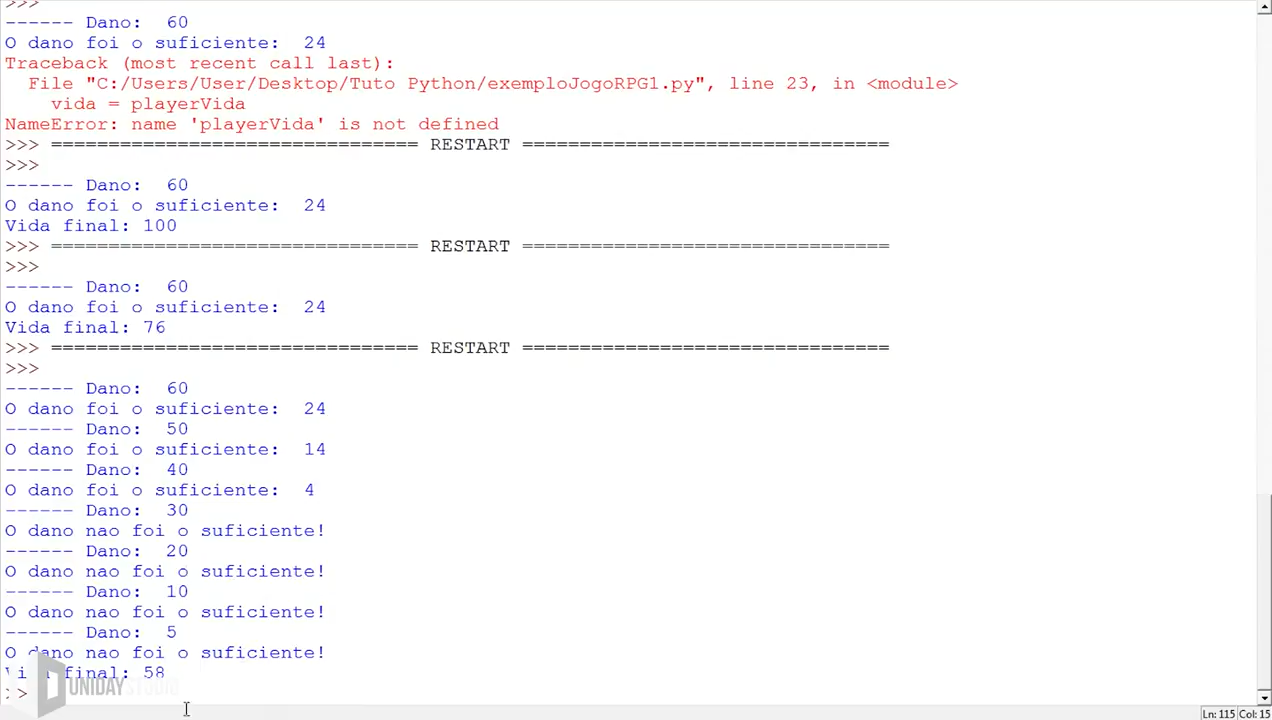 >>>
------ Dano:  60
O dano foi o suficiente:  24
Traceback (most recent call last):
  File "C:/Users/User/Desktop/Tuto Python/exemploJogoRPG1.py", line 23, in <module>
    vida = playerVida
NameError: name 'playerVida' is not defined
>>> ================================ RESTART ================================
>>>
------ Dano:  60
O dano foi o suficiente:  24
Vida final: 100
>>> ================================ RESTART ================================
>>>
------ Dano:  60
O dano foi o suficiente:  24
Vida final: 76
>>> ================================ RESTART ================================
>>>
------ Dano:  60
O dano foi o suficiente:  24
------ Dano:  50
O dano foi o suficiente:  14
------ Dano:  40
O dano foi o suficiente:  4
------ Dano:  30
O dano nao foi o suficiente!
------ Dano:  20
O dano nao foi o suficiente!
------ Dano:  10
O dano nao foi o suficiente!
------ Dano:  5
O dano nao foi o suficiente!
Vida final: 58
UNIDAYSTUDIO
>>>
Ln: 115 Col: 15